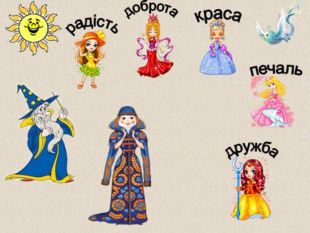 радість
доброта
краса
печаль
дружба